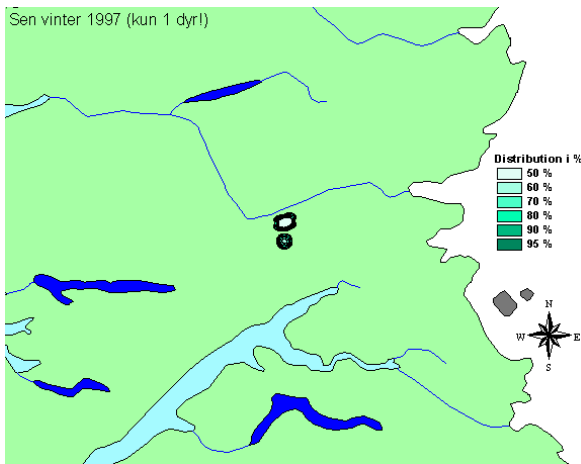 Sen vinter 1997 (kun 1 dyr!)
Distribution i %
50 %
60 %
70 %
80 %
90 %
95 %
N
W E
S